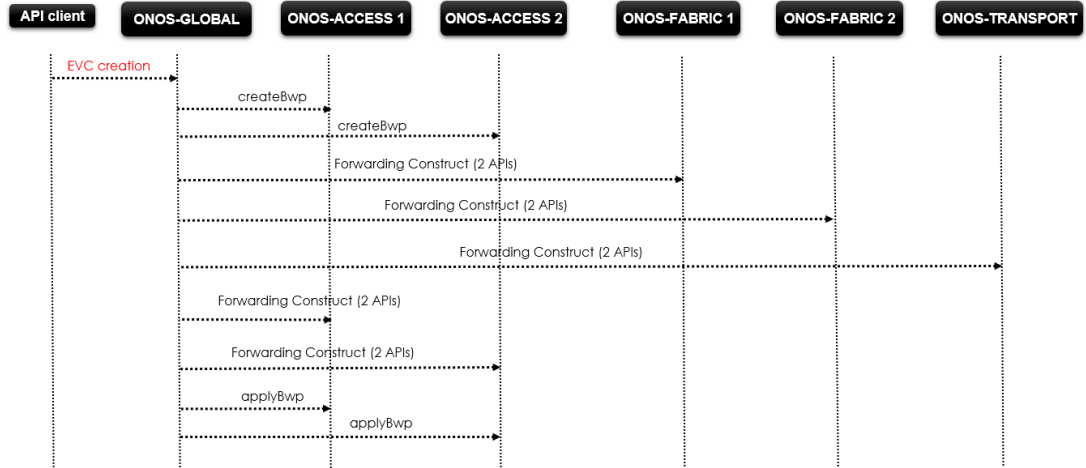 API client
ONOS-GLOBAL
ONOS-ACCESS 1
ONOS-ACCESS 2
ONOS-FABRIC 1
ONOS-FABRIC 2
ONOS-TRANSPORT
EVC creation
createBwp
createBwp
Forwarding Construct (2 APIs)
Forwarding Construct (2 APIs)
Forwarding Construct (2 APIs)
Forwarding Construct (2 APIs)
Forwarding Construct (2 APIs)
applyBwp
applyBwp